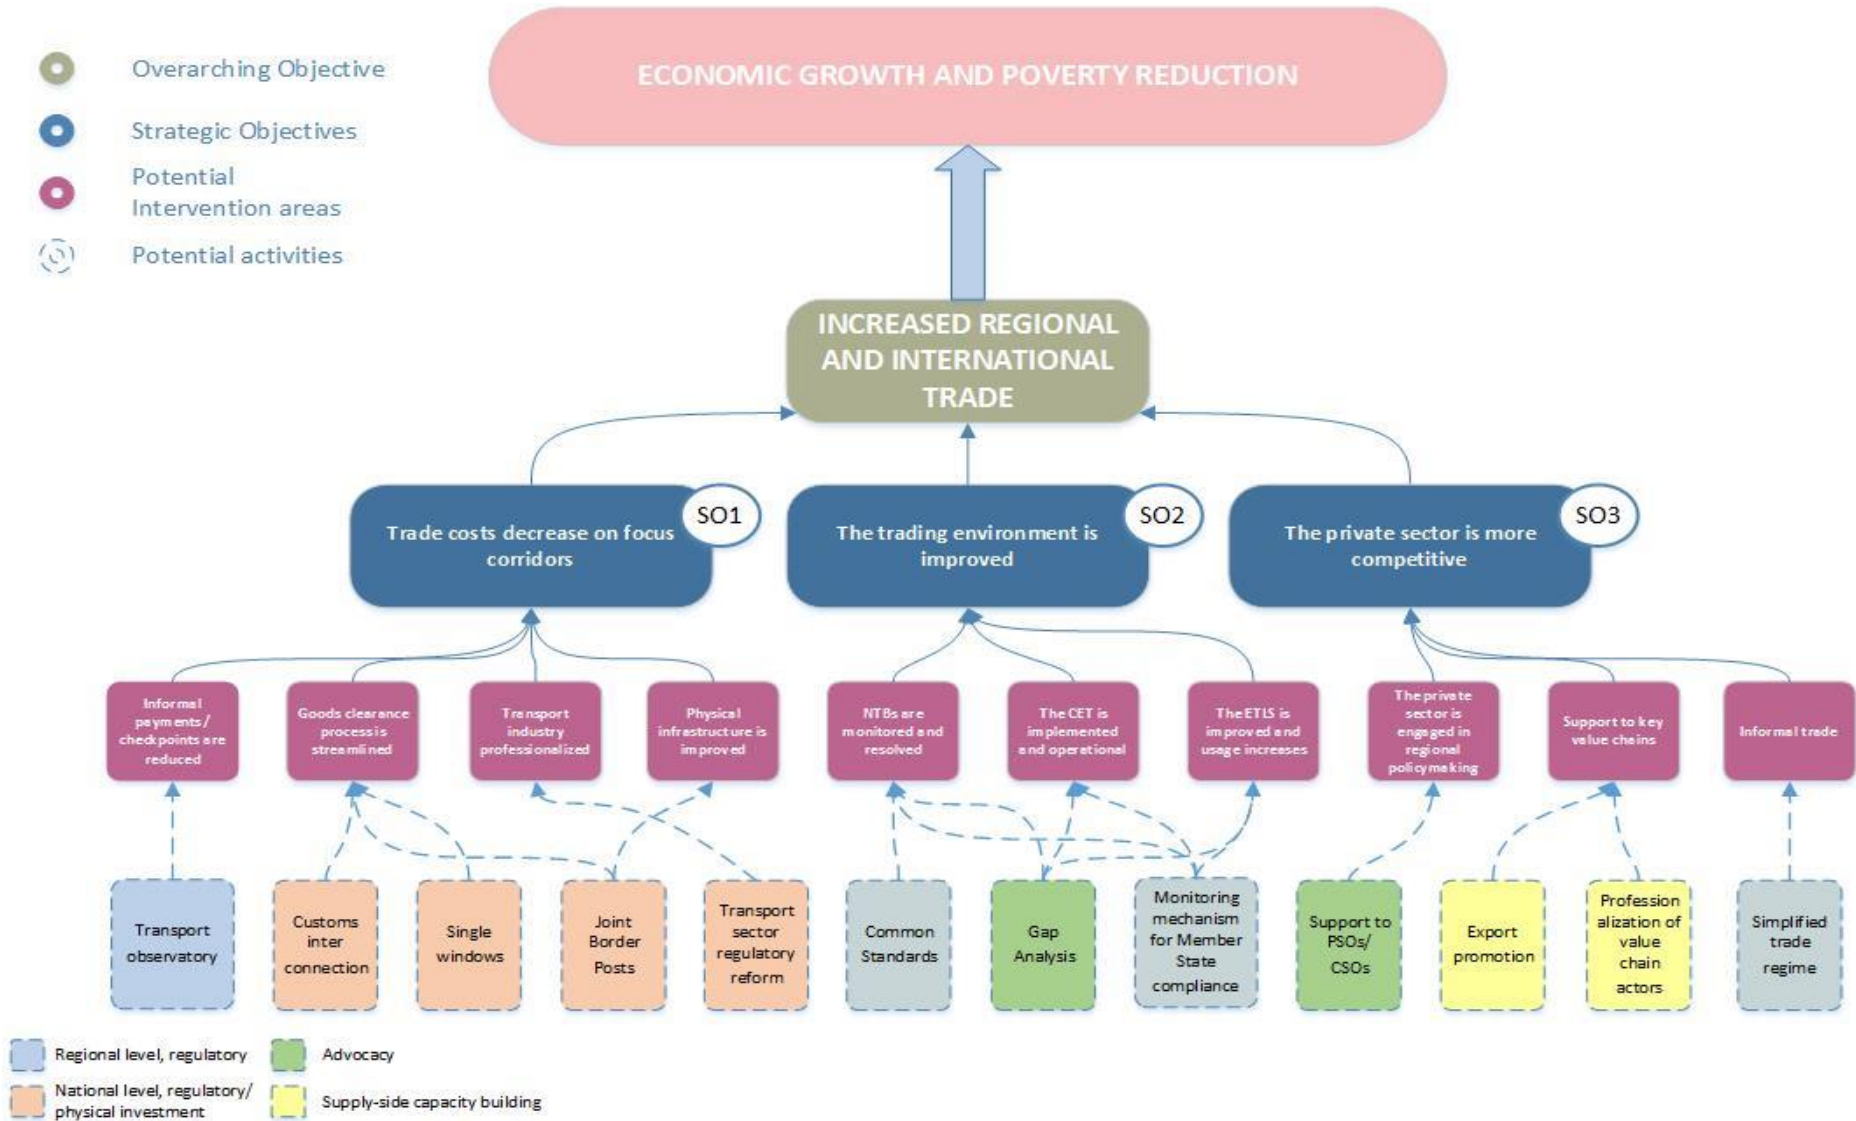 Overarching Objective
Strategic Objectives
Potential
Intervention areas
Potential activities
ECONOMIC GROWTH AND POVERTY REDUCTION
INCREASED REGIONAL
AND INTERNATIONAL
TRADE
Trade costs decrease on focus
corridors
SO1
The trading environment is
improved
SO2
The private sector is more
competitive
SO3
Informal
payments/
checkpoints are
reduced
Goods clearance
process is
streamlined
Transport
industry
professionalized
Physical
infrastructure is
improved
NTBs are
monitored and
resolved
The CET is
implemented
and operational
The ETLS is
improved and
usage increases
The private
sector is
engaged in
regional
policymaking
Support to key
value chains
Informal trade
Transport
observatory
Customs
inter
connection
Single
windows
Joint
Border
Posts
Transport
sector
regulatory
reform
Common
Standards
Gap
Analysis
Monitoring
mechanism
for Member
State
compliance
Support to
PSOs/
CSOs
Export
promotion
Profession
alization of
value
chain
actors
Simplified
trade
regime
Regional level, regulatory
National level, regulatory/
physical investment
Advocacy
Supply-side capacity building